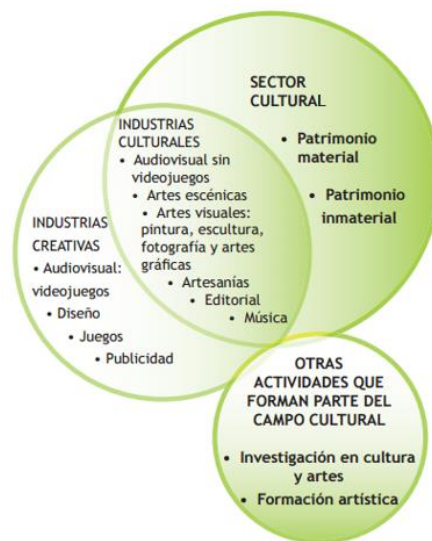 SECTOR
CULTURAL
• Patrimonio
material
• Patrimonio
inmaterial
INDUSTRIAS
CULTURALES
• Audiovisual sin
videojuegos
• Artes escénicas
• Artes visuales:
pintura, escultura,
fotografía y artes
gráficas
• Artesanías
• Editorial
• Música
INDUSTRIAS
CREATIVAS
• Audiovisual:
videojuegos
• Diseño
• Juegos
• Publicidad
OTRAS
ACTIVIDADES QUE
FORMAN PARTE DEL
CAMPO CULTURAL
• Investigación en cultura
y artes
• Formación artística